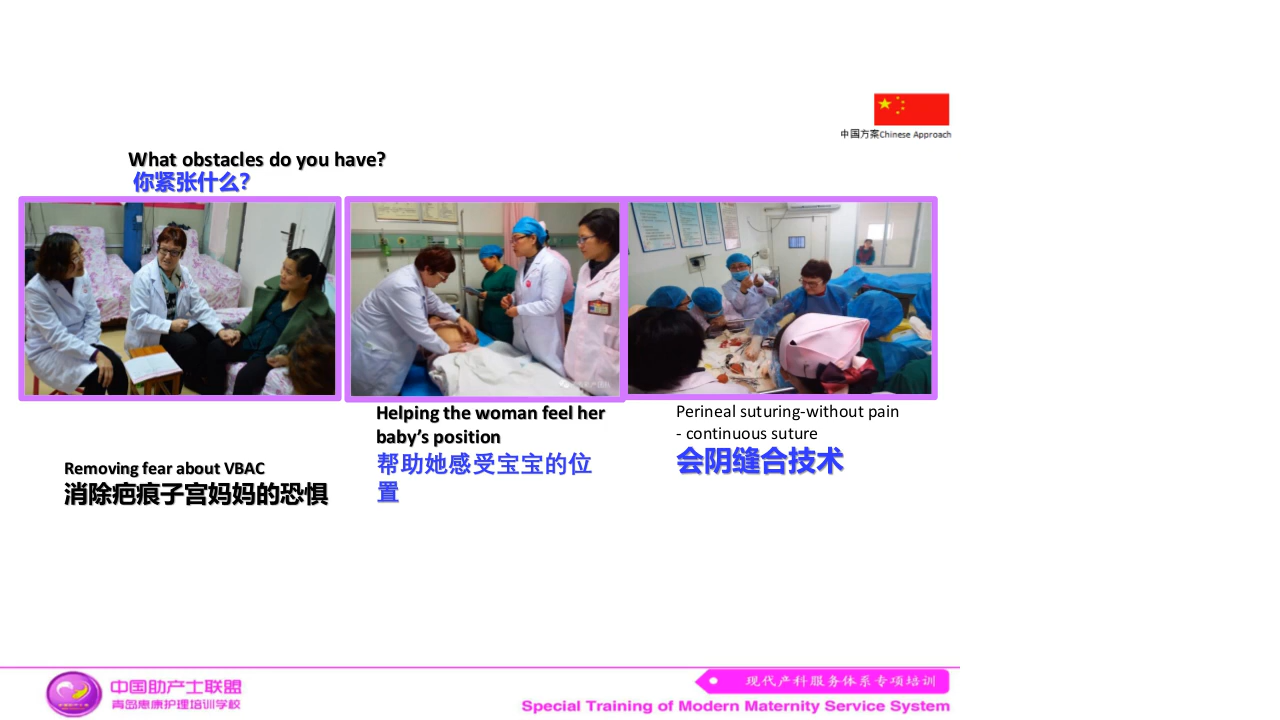 中国方案Chinese Approach
What obstacles do you have?
你紧张什么?
Helping the woman feel her
baby's position
帮助她感受宝宝的位
置
Perineal suturing-without pain
- continuous suture
会阴缝合技术
Removing fear about VBAC
消除疤痕子宫妈妈的恐惧
中国助产士联盟
青岛惠康护理培训学校
现代产科服务体系专项培训
Special Training of Modern Maternity Service System